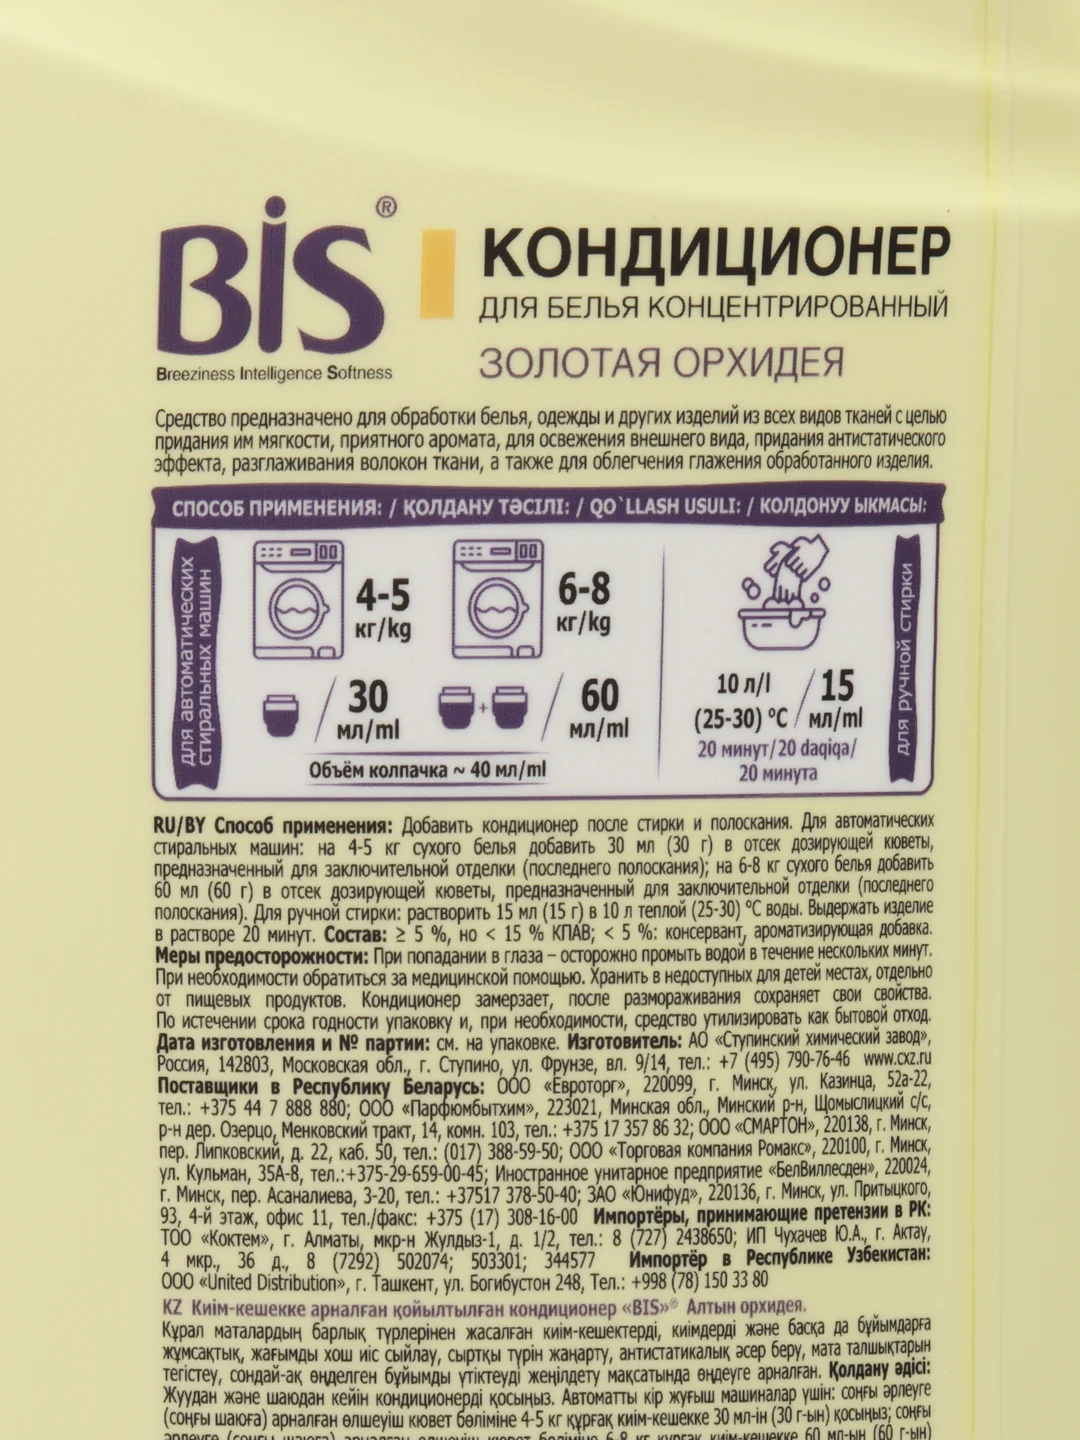 BiS®
Breeziness Intelligence Softness
КОНДИЦИОНЕР
ДЛЯ БЕЛЬЯ КОНЦЕНТРИРОВАННЫЙ
ЗОЛОТАЯ ОРХИДЕЯ
Средство предназначено для обработки белья, одежды и других изделий из всех видов тканей с целью
придания им мягкости, приятного аромата, для освежения внешнего вида, придания антистатического
эффекта, разглаживания волокон ткани, а также для облегчения глажения обработанного изделия.
СПОСОБ ПРИМЕНЕНИЯ: / ҚОЛДАНУ ТӘСІЛІ: / QO`LLASH USULI: / КОЛДОНУУ ЫКМАСЫ:
для автоматических
стиральных машин
4-5
кг/kg
6-8
кг/kg
30
мл/ml
+
60
мл/ml
Объём колпачка ~ 40 мл/ml
10 л/l
(25-30) °C
15
мл/ml
20 минут/20 daqiqa/
20 минута
для ручной стирки
RU/BY Способ применения: Добавить кондиционер после стирки и полоскания. Для автоматических
стиральных машин: на 4-5 кг сухого белья добавить 30 мл (30 г) в отсек дозирующей кюветы,
предназначенный для заключительной отделки (последнего полоскания); на 6-8 кг сухого белья добавить
60 мл (60 г) в отсек дозирующей кюветы, предназначенный для заключительной отделки (последнего
полоскания). Для ручной стирки: растворить 15 мл (15 г) в 10 л теплой (25-30) °C воды. Выдержать изделие
в растворе 20 минут. Состав: ≥ 5 %, но < 15 % КПАВ; < 5 %: консервант, ароматизирующая добавка.
Меры предосторожности: При попадании в глаза – осторожно промыть водой в течение нескольких минут.
При необходимости обратиться за медицинской помощью. Хранить в недоступных для детей местах, отдельно
от пищевых продуктов. Кондиционер замерзает, после размораживания сохраняет свои свойства.
По истечении срока годности упаковку и, при необходимости, средство утилизировать как бытовой отход.
Дата изготовления и № партии: см. на упаковке. Изготовитель: АО «Ступинский химический завод»,
Россия, 142803, Московская обл., г. Ступино, ул. Фрунзе, вл. 9/14, тел.: +7 (495) 790-76-46 www.cxz.ru
Поставщики в Республику Беларусь: ООО «Евроторг», 220099, г. Минск, ул. Казинца, 52а-22,
тел.: +375 44 7 888 880; ООО «Парфюмбытхим», 223021, Минская обл., Минский р-н, Щомыслицкий с/с,
р-н дер. Озерцо, Менковский тракт, 14, комн. 103, тел.: +375 17 357 86 32; ООО «СМАРТОН», 220138, г. Минск,
пер. Липковский, д. 22, каб. 50, тел.: (017) 388-59-50; ООО «Торговая компания Ромакс», 220100, г. Минск,
ул. Кульман, 35А-8, тел.:+375-29-659-00-45; Иностранное унитарное предприятие «БелВиллесден», 220024,
г. Минск, пер. Асаналиева, 3-20, тел.: +37517 378-50-40; ЗАО «Юнифуд», 220136, г. Минск, ул. Притыцкого,
93, 4-й этаж, офис 11, тел./факс: +375 (17) 308-16-00 Импортёры, принимающие претензии в РК:
ТОО «Коктем», г. Алматы, мкр-н Жулдыз-1, д. 1/2, тел.: 8 (727) 2438650; ИП Чухачев Ю.А., г. Актау,
4 мкр., 36 д., 8 (7292) 502074; 503301; 344577 Импортёр в Республике Узбекистан:
ООО «United Distribution», г. Ташкент, ул. Богибустон 248, Тел.: +998 (78) 150 33 80
KZ Киім-кешекке арналған қойылтылған кондиционер «BIS»® Алтын орхидея.
Құрал маталардың барлық түрлерінен жасалған киім-кешектерді, киімдерді және басқа да бұйымдарға
жұмсақтық, жағымды хош иіс сыйлау, сыртқы түрін жаңарту, антистатикалық әсер беру, мата талшықтарын
тегістеу, сондай-ақ өңделген бұйымды үтіктеуді жеңілдету мақсатында өңдеуге арналған. Қолдану әдісі:
Жуудан және шаюдан кейін кондиционерді қосыңыз. Автоматты кір жуғыш машиналар үшін: соңғы әрлеуге
(соңғы шаюға) арналған өлшеуіш кювет бөліміне 4-5 кг құрғақ киім-кешекке 30 мл-ін (30 г-ын) қосыңыз; соңғы
әрлеуге (соңғы шаюға) арналған өлшеуіш кювет бөліміне 6-8 кг құрғақ киім-кешекке 60 мл-ын (60 г-ын)